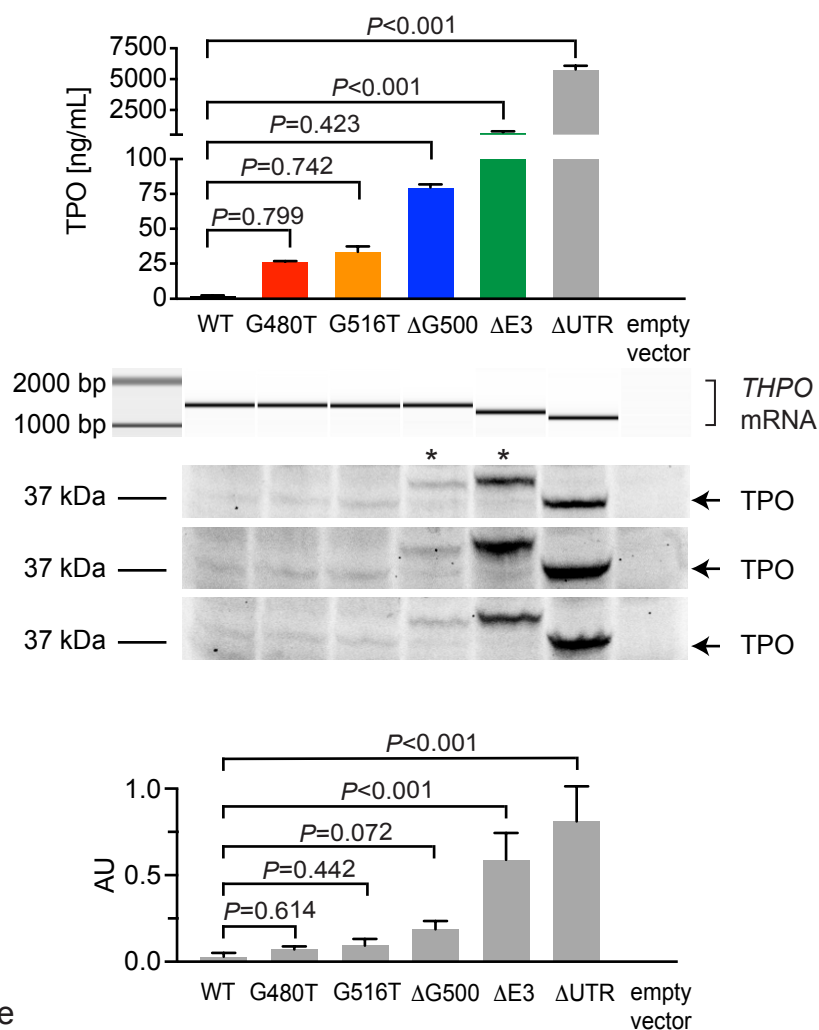 P<0.001
7500
5000
2500
P<0.001
P=0.423
P=0.742
P=0.799
TPO [ng/mL]
100
75
50
25
0
WT G480T G516T ΔG500 ΔE3 ΔUTR empty
vector
2000 bp
1000 bp
THPO
mRNA
* *
37 kDa TPO
37 kDa TPO
37 kDa TPO
P<0.001
P<0.001
P=0.072
P=0.442
P=0.614
AU
1.0
0.5
0.0
WT G480T G516T ΔG500 ΔE3 ΔUTR empty
vector
e